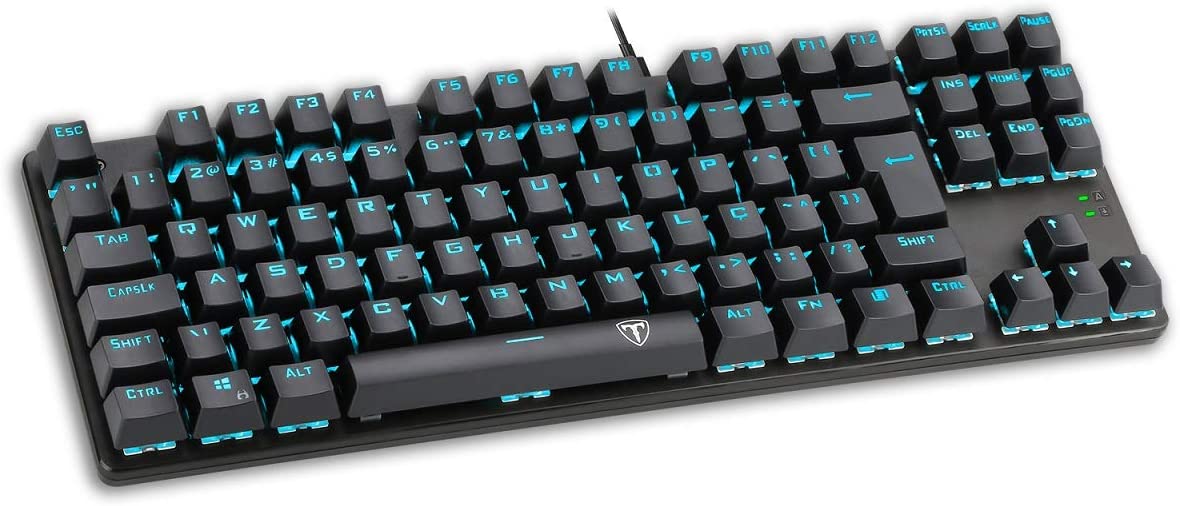 ESC F1 F2 F3 F4 F5 F6 F7 F8 F9 F10 F11 F12 PRTSC SCRLK PAUSE
' " 1 ! 2 @ 3 # 4 $ 5 % 6 ¨ 7 & 8 * 9 ( 0 ) - _ = + ← INS HOME PGUP
TAB Q W E R T Y U I O P ´ ` [ { ← DEL END PGDN
CAPSLK A S D F G H J K L Ç ~ ^ ] }
SHIFT \ | Z X C V B N M , < . > ; : / ? SHIFT ↑
CTRL ALT ALT FN CTRL ← ↓ →
A